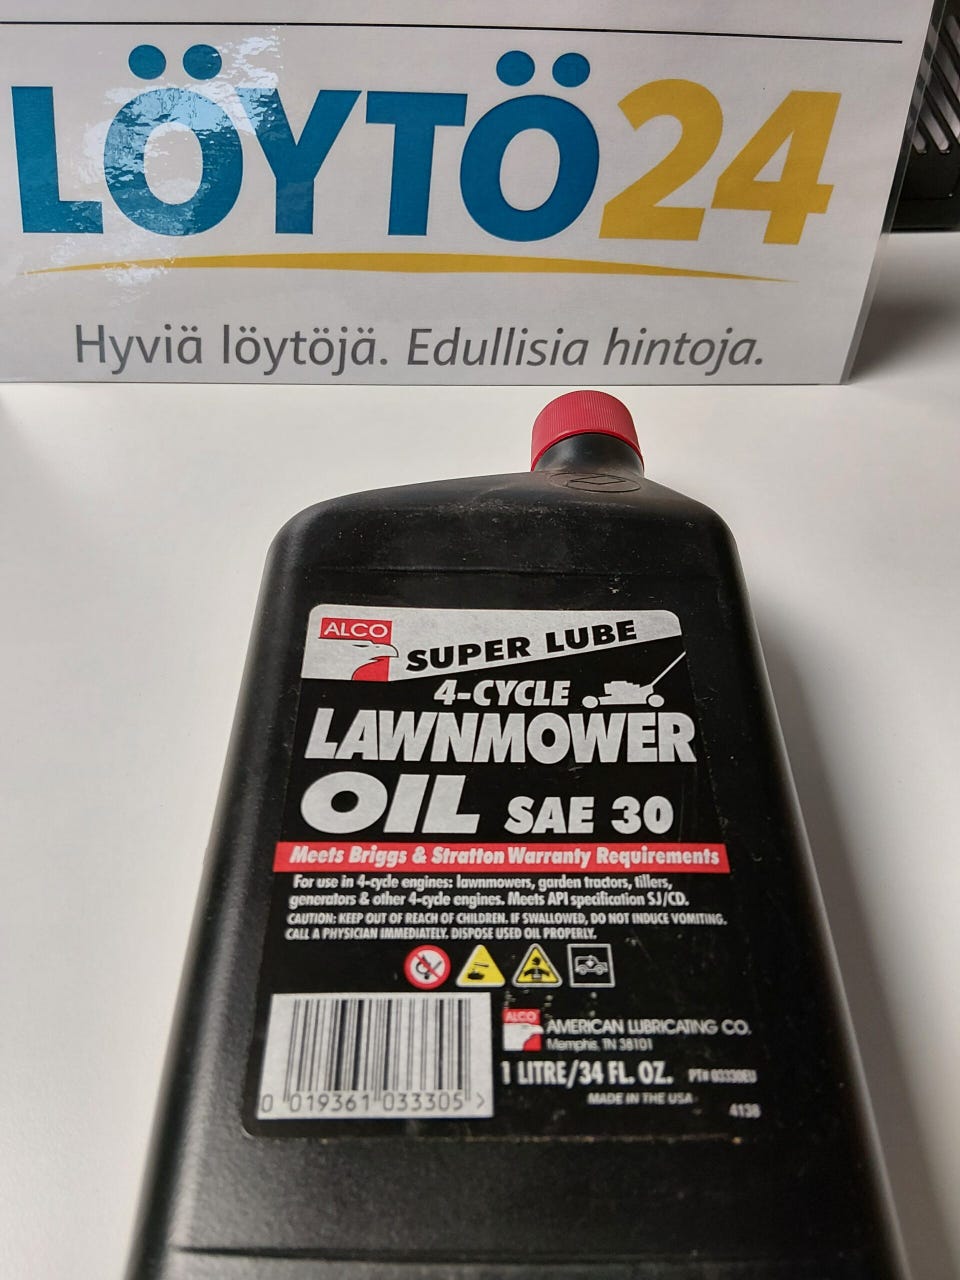 LÖYTÖ24
Hyviä löytöjä. Edullisia hintoja.
ALCO
SUPER LUBE
4-CYCLE
LAWNMOWER
OIL SAE 30
Meets Briggs & Stratton Warranty Requirements
For use in 4-cycle engines: lawnmowers, garden tractors, tillers,
generators & other 4-cycle engines. Meets API specification SJ/CD.
CAUTION: KEEP OUT OF REACH OF CHILDREN. IF SWALLOWED, DO NOT INDUCE VOMITING.
CALL A PHYSICIAN IMMEDIATELY. DISPOSE USED OIL PROPERLY.
ALCO
AMERICAN LUBRICATING CO.
Memphis, TN 38101
1 LITRE/34 FL. OZ. PT# 03330EU
MADE IN THE USA
4138
0 019361 033305 >